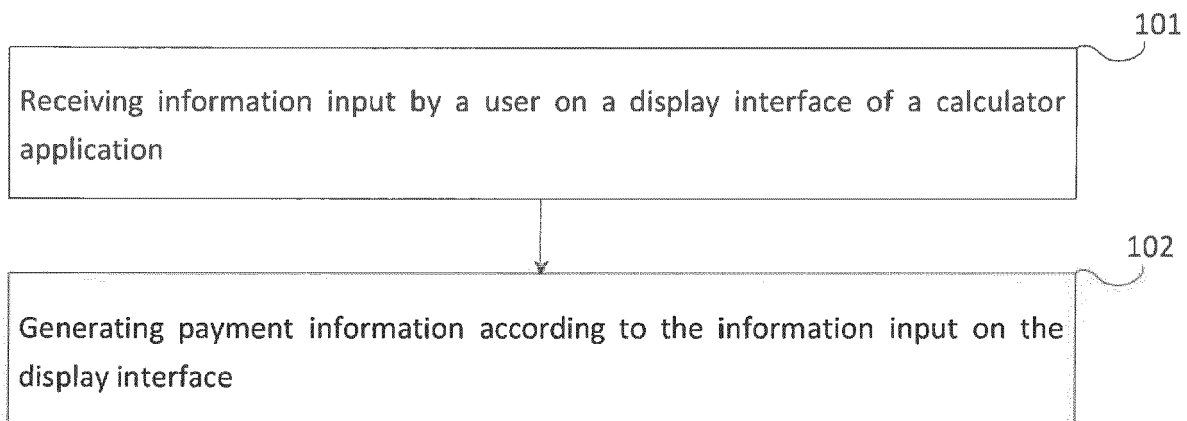 101
Receiving information input by a user on a display interface of a calculator
application
102
Generating payment information according to the information input on the
display interface